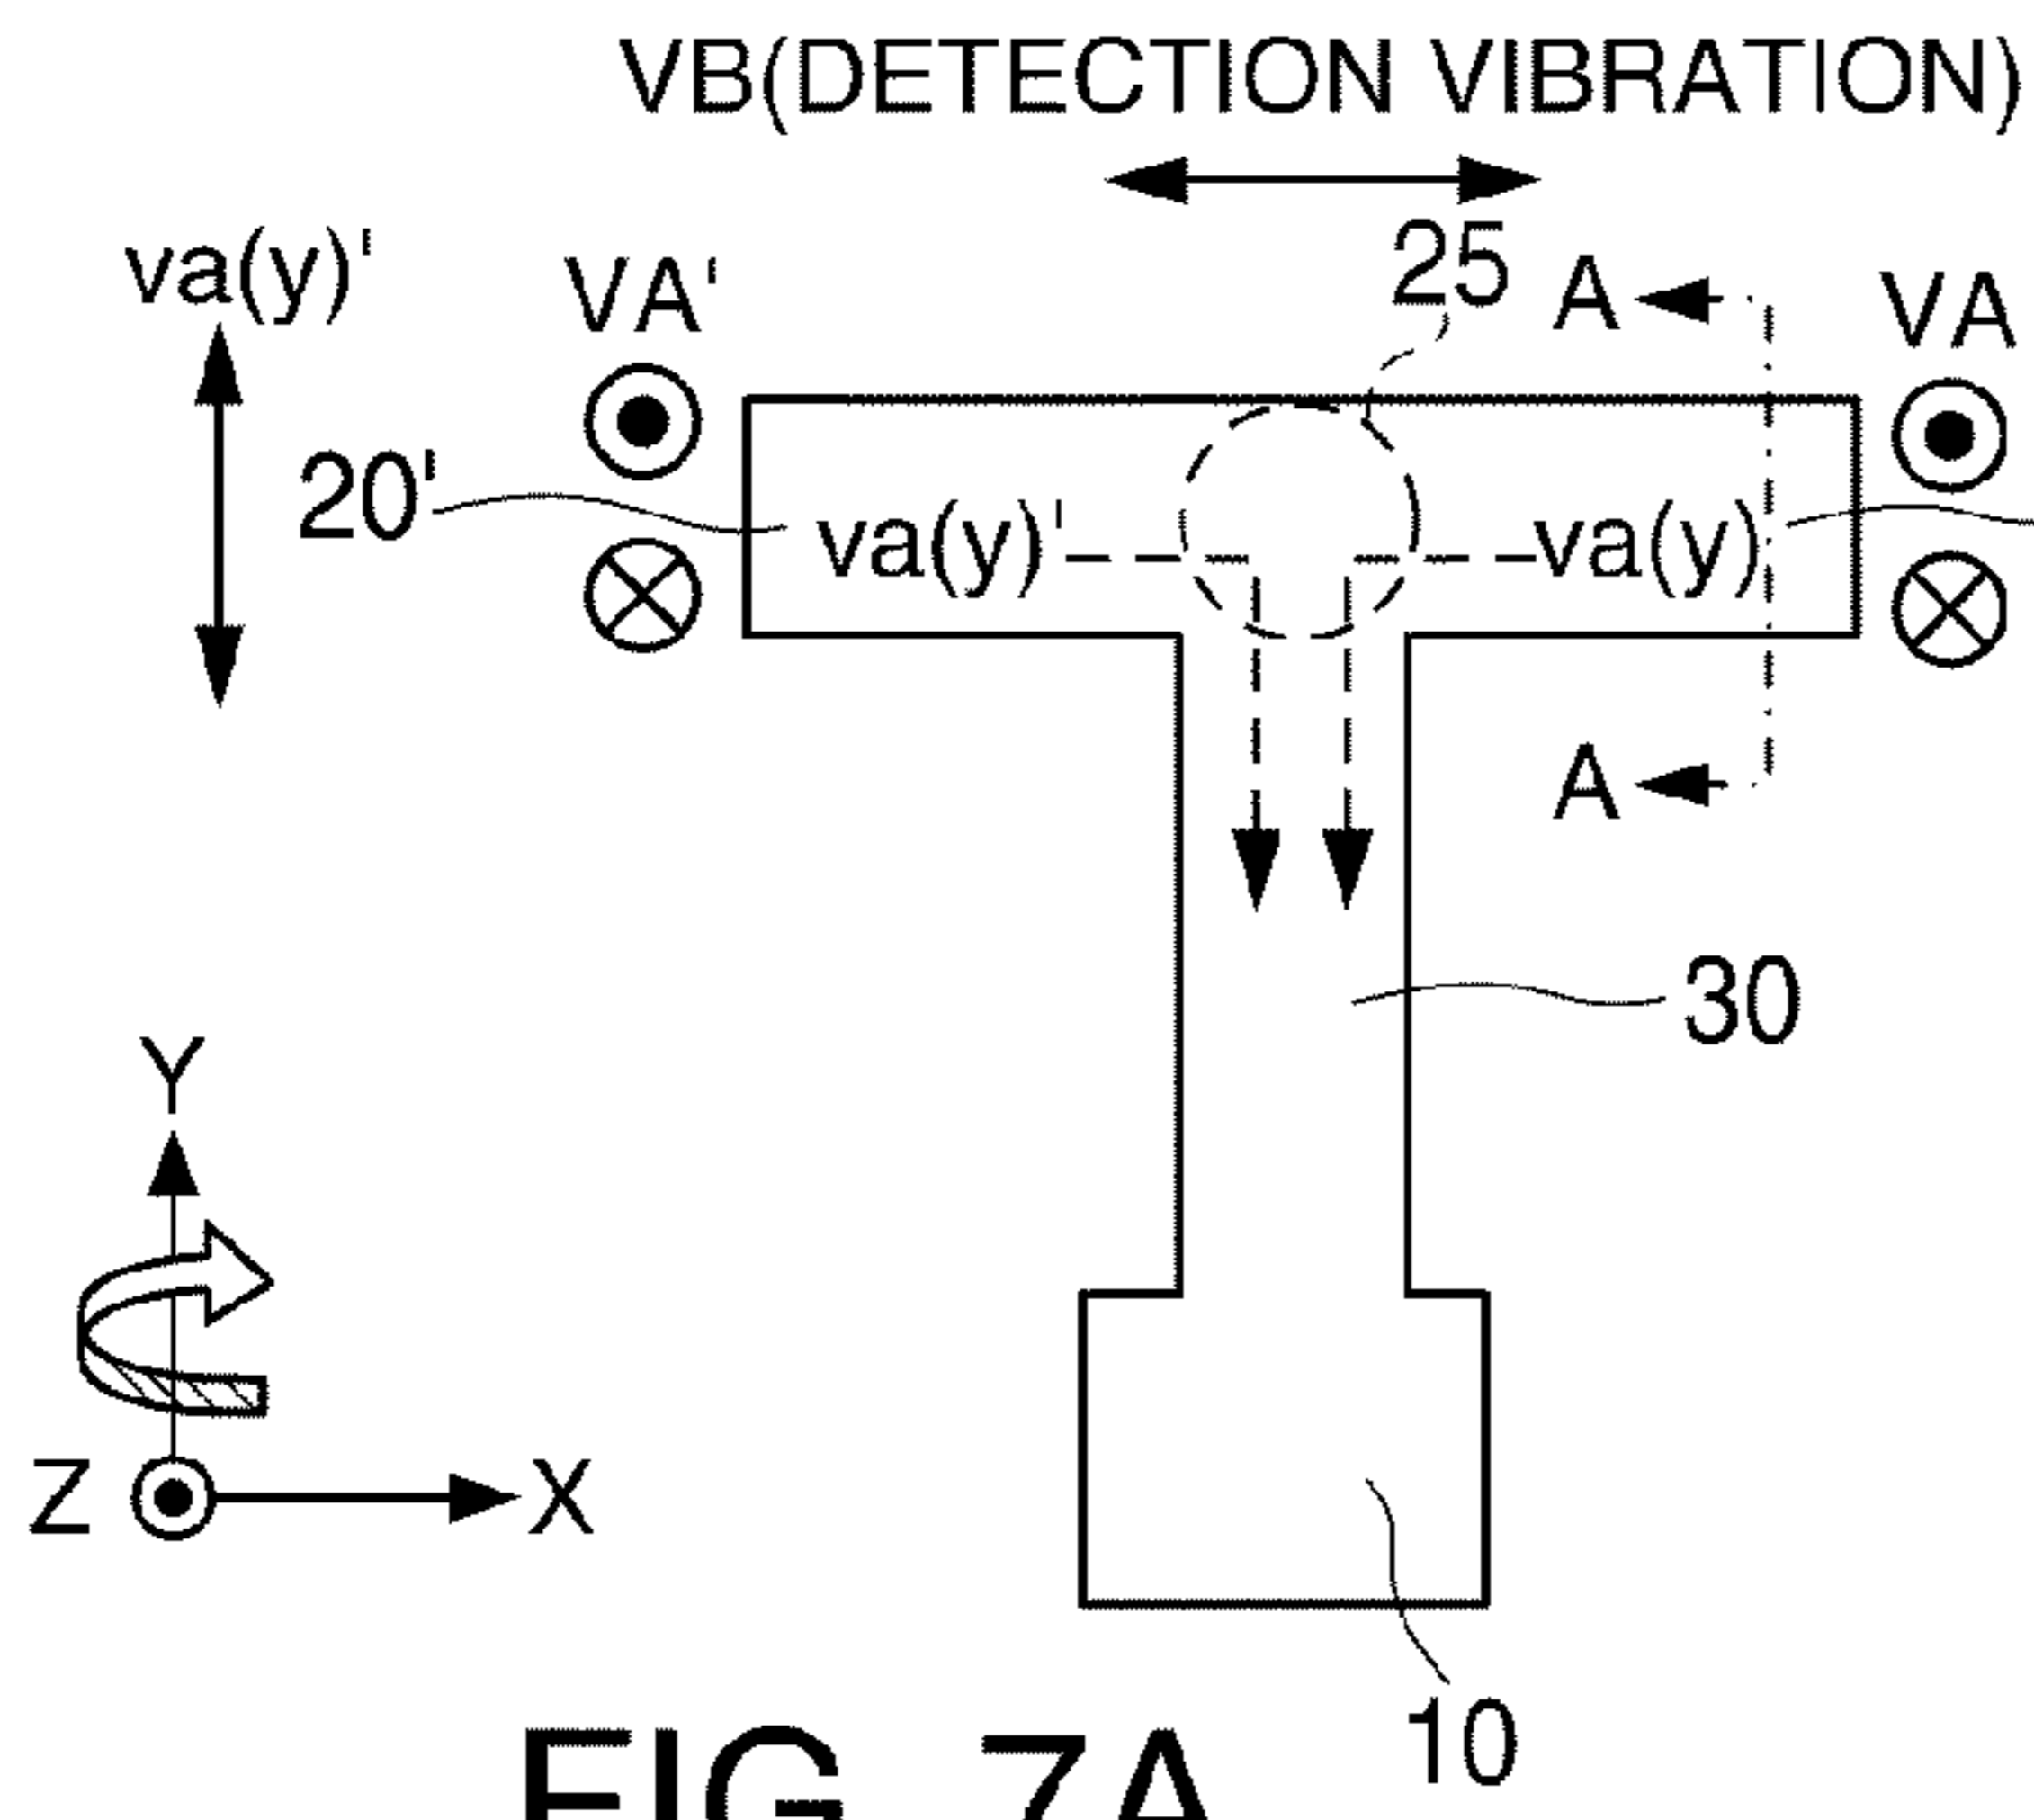 VB(DETECTION VIBRATION)
va(y)'
VA'
25
A
VA
20'
va(y)'
va(y)
A
30
Y
Z
X
10
FIG. 7A